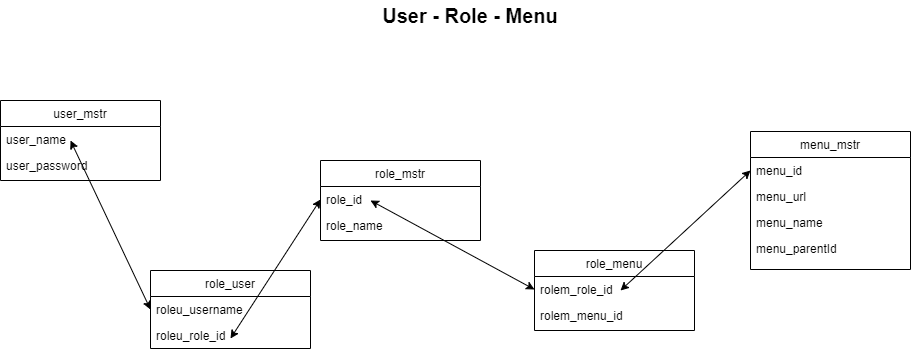 User - Role - Menu
user_mstr
user_name
user_password
role_user
roleu_username
roleu_role_id
role_mstr
role_id
role_name
role_menu
rolem_role_id
rolem_menu_id
menu_mstr
menu_id
menu_url
menu_name
menu_parentId